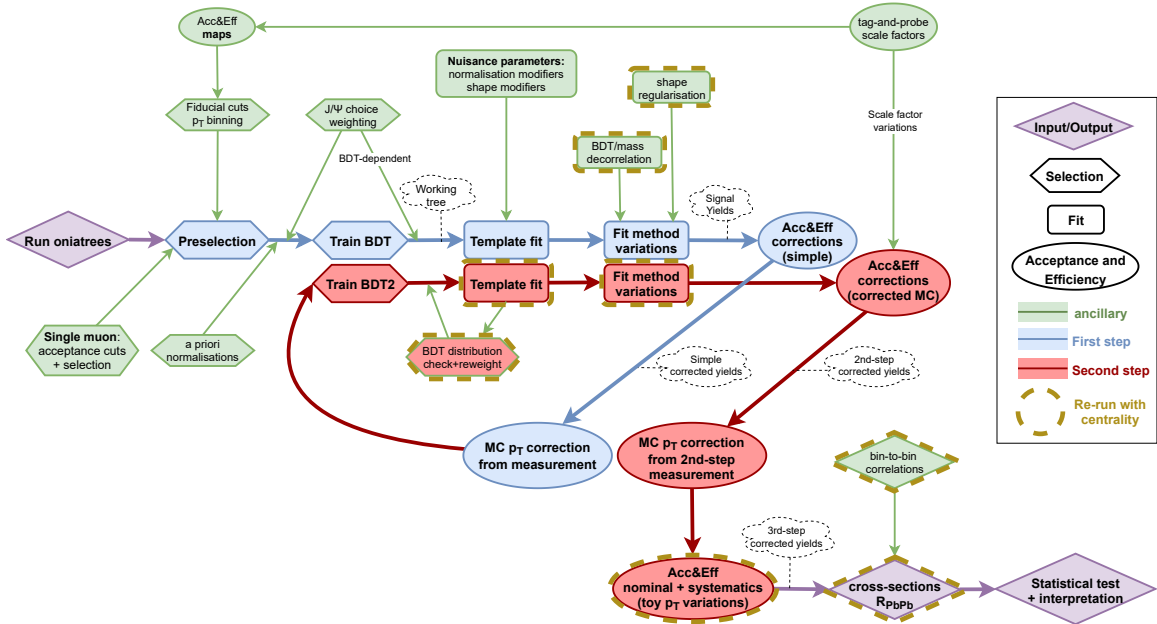 Acc&Eff
maps
tag-and-probe
scale factors
Nuisance parameters:
normalisation modifiers
shape modifiers
shape
regularisation
Fiducial cuts
pT binning
J/Ψ choice
weighting
Scale factor
variations
BDT-dependent
BDT/mass
decorrelation
Working
tree
Signal
Yields
Run oniatrees
Preselection
Train BDT
Template fit
Fit method
variations
Acc&Eff
corrections
(simple)
Train BDT2
Template fit
Fit method
variations
Acc&Eff
corrections
(corrected MC)
Single muon:
acceptance cuts
+ selection
a priori
normalisations
BDT distribution
check+reweight
Simple
corrected yields
2nd-step
corrected yields
MC pT correction
from measurement
MC pT correction
from 2nd-step
measurement
bin-to-bin
correlations
3rd-step
corrected yields
Acc&Eff
nominal + systematics
(toy pT variations)
cross-sections
RPbPb
Statistical test
+ interpretation
Input/Output
Selection
Fit
Acceptance and
Efficiency
ancillary
First step
Second step
Re-run with
centrality